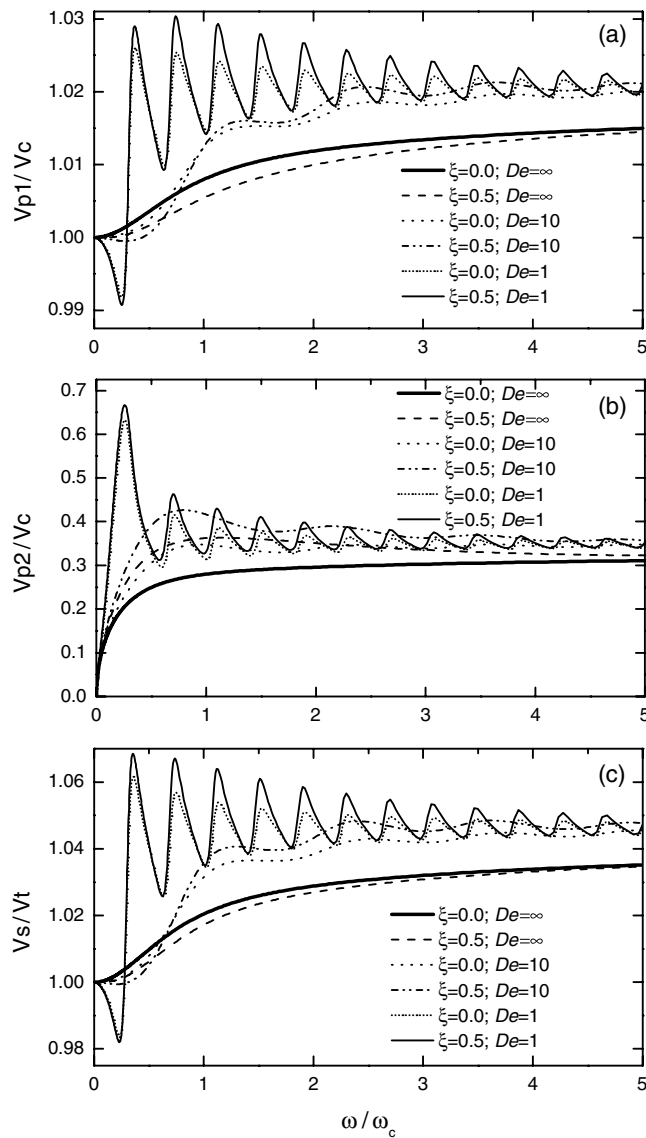 (a)
1.03
1.02
1.01
1.00
0.99
Vp1/Vc
ξ=0.0; De=∞
ξ=0.5; De=∞
ξ=0.0; De=10
ξ=0.5; De=10
ξ=0.0; De=1
ξ=0.5; De=1
0 1 2 3 4 5
(b)
0.7
0.6
0.5
0.4
0.3
0.2
0.1
0.0
Vp2/Vc
ξ=0.0; De=∞
ξ=0.5; De=∞
ξ=0.0; De=10
ξ=0.5; De=10
ξ=0.0; De=1
ξ=0.5; De=1
0 1 2 3 4 5
(c)
1.06
1.04
1.02
1.00
0.98
Vs/Vt
ξ=0.0; De=∞
ξ=0.5; De=∞
ξ=0.0; De=10
ξ=0.5; De=10
ξ=0.0; De=1
ξ=0.5; De=1
0 1 2 3 4 5
ω/ωc